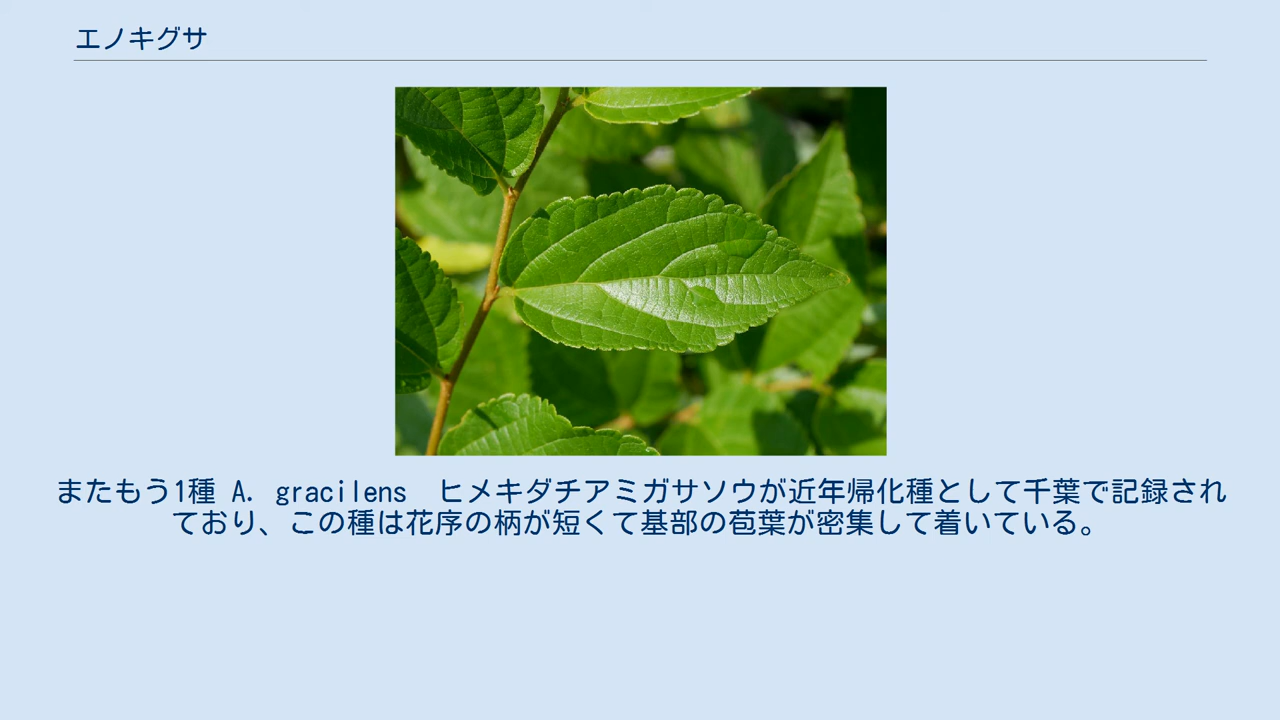 エノキグサ
またもう1種 A. gracilens　ヒメキダチアミガサソウが近年帰化種として千葉で記録され
ており、この種は花序の柄が短くて基部の苞葉が密集して着いている。